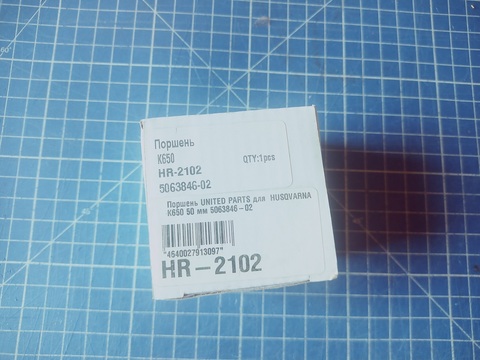 Поршень
K650
QTY:1pcs
HR-2102
5063846-02
Поршень UNITED PARTS для HUSQVARNA
K650 50 мм 5063846-02
"4640027913097"
HR-2102